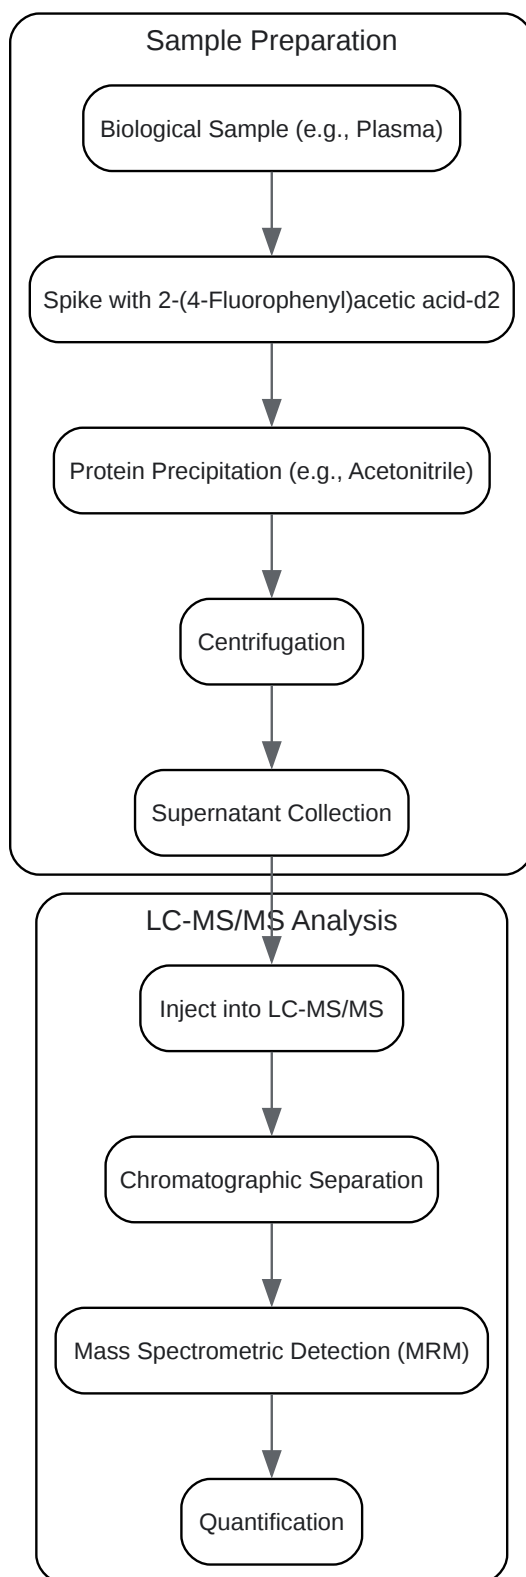 Sample Preparation
Biological Sample (e.g., Plasma)
Spike with 2-(4-Fluorophenyl)acetic acid-d2
Protein Precipitation (e.g., Acetonitrile)
Centrifugation
Supernatant Collection
LC-MS/MS Analysis
Inject into LC-MS/MS
Chromatographic Separation
Mass Spectrometric Detection (MRM)
Quantification